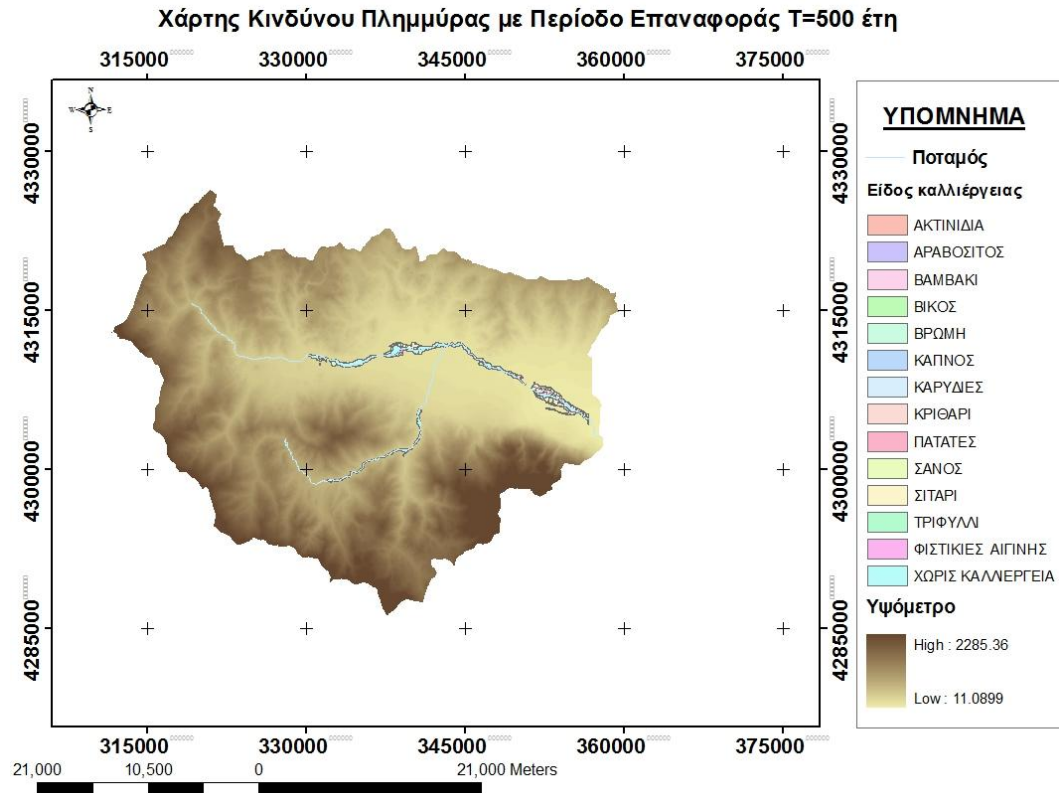 Χάρτης Κινδύνου Πλημμύρας με Περίοδο Επαναφοράς Τ=500 έτη
315000 330000 345000 360000 375000
N
W E
S
4330000 4330000
4315000 4315000
4300000 4300000
4285000 4285000
315000 330000 345000 360000 375000
21,000 10,500 0 21,000 Meters
ΥΠΟΜΝΗΜΑ
Ποταμός
Είδος καλλιέργειας
ΑΚΤΙΝΙΔΙΑ
ΑΡΑΒΟΣΙΤΟΣ
ΒΑΜΒΑΚΙ
ΒΙΚΟΣ
ΒΡΩΜΗ
ΚΑΠΝΟΣ
ΚΑΡΥΔΙΕΣ
ΚΡΙΘΑΡΙ
ΠΑΤΑΤΕΣ
ΣΑΝΟΣ
ΣΙΤΑΡΙ
ΤΡΙΦΥΛΛΙ
ΦΙΣΤΙΚΙΕΣ ΑΙΓΙΝΗΣ
ΧΩΡΙΣ ΚΑΛΛΙΕΡΓΕΙΑ
Υψόμετρο
High : 2285.36
Low : 11.0899